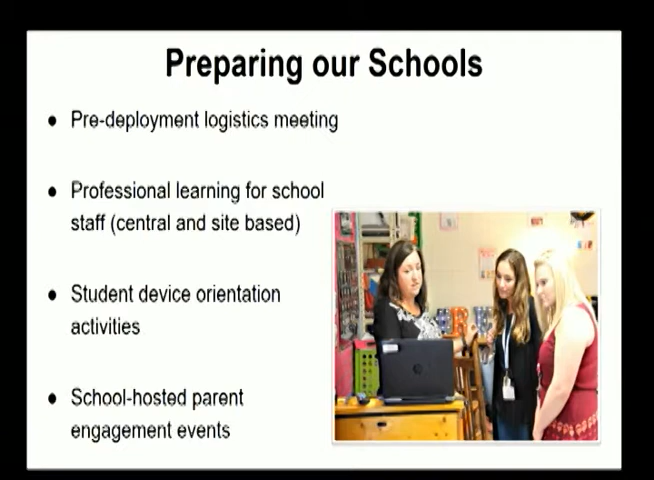 Preparing our Schools
● Pre-deployment logistics meeting
● Professional learning for school
staff (central and site based)
● Student device orientation
activities
● School-hosted parent
engagement events